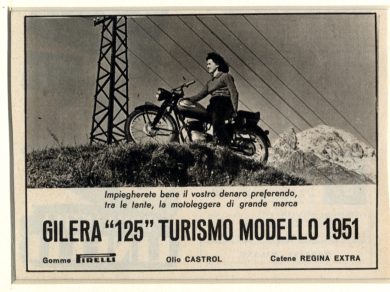 Impiegherete bene il vostro denaro preferendo,
tra le tante, la motoleggera di grande marca
GILERA "125" TURISMO MODELLO 1951
Gomme PIRELLI Olio CASTROL Catene REGINA EXTRA